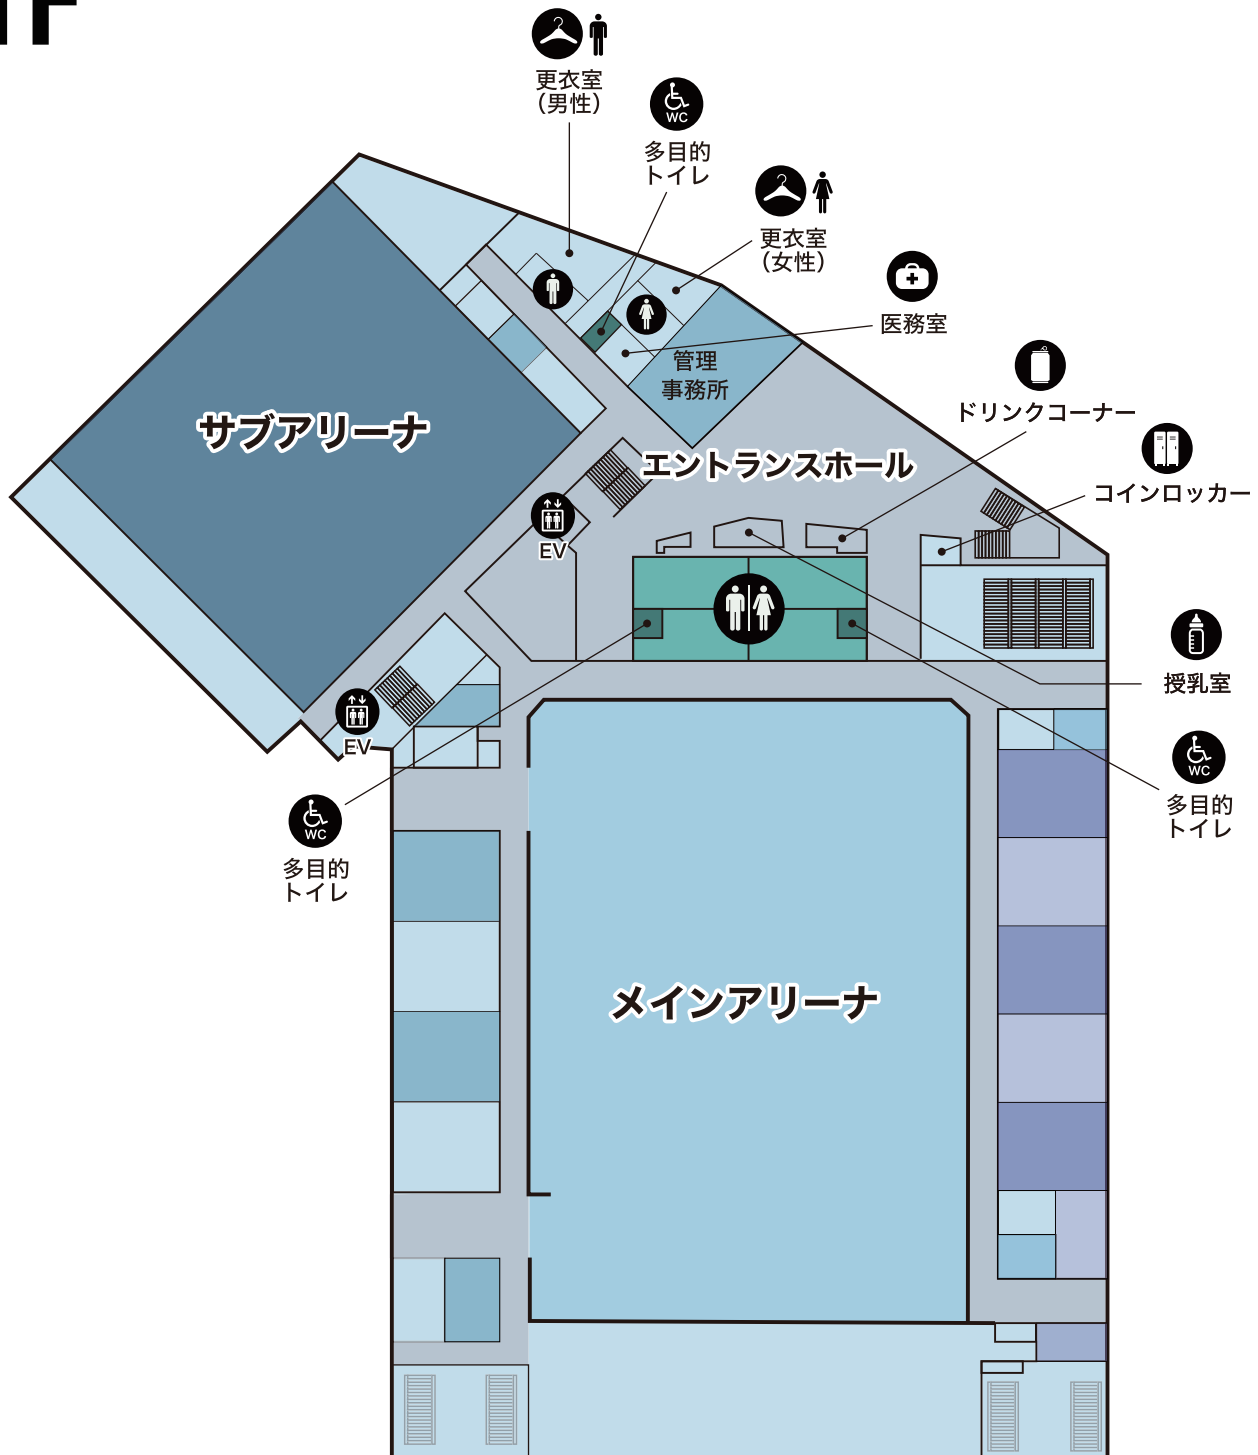 1F
更衣室
（男性）
WC
多目的
トイレ
更衣室
（女性）
医務室
管理
事務所
ドリンクコーナー
サブアリーナ
エントランスホール
コインロッカー
EV
授乳室
EV
WC
多目的
トイレ
WC
多目的
トイレ
メインアリーナ